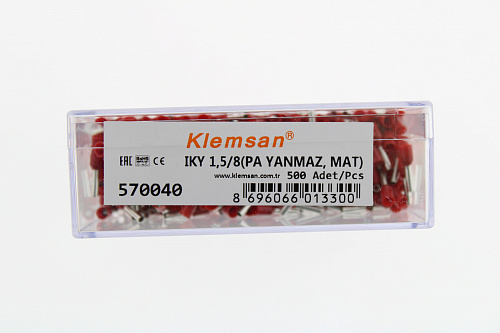 Klemsan®
EAC RoHS CE IKY 1,5/8(PA YANMAZ, MAT)
www.klemsan.com.tr 500 Adet/Pcs
570040
8 696066 013300